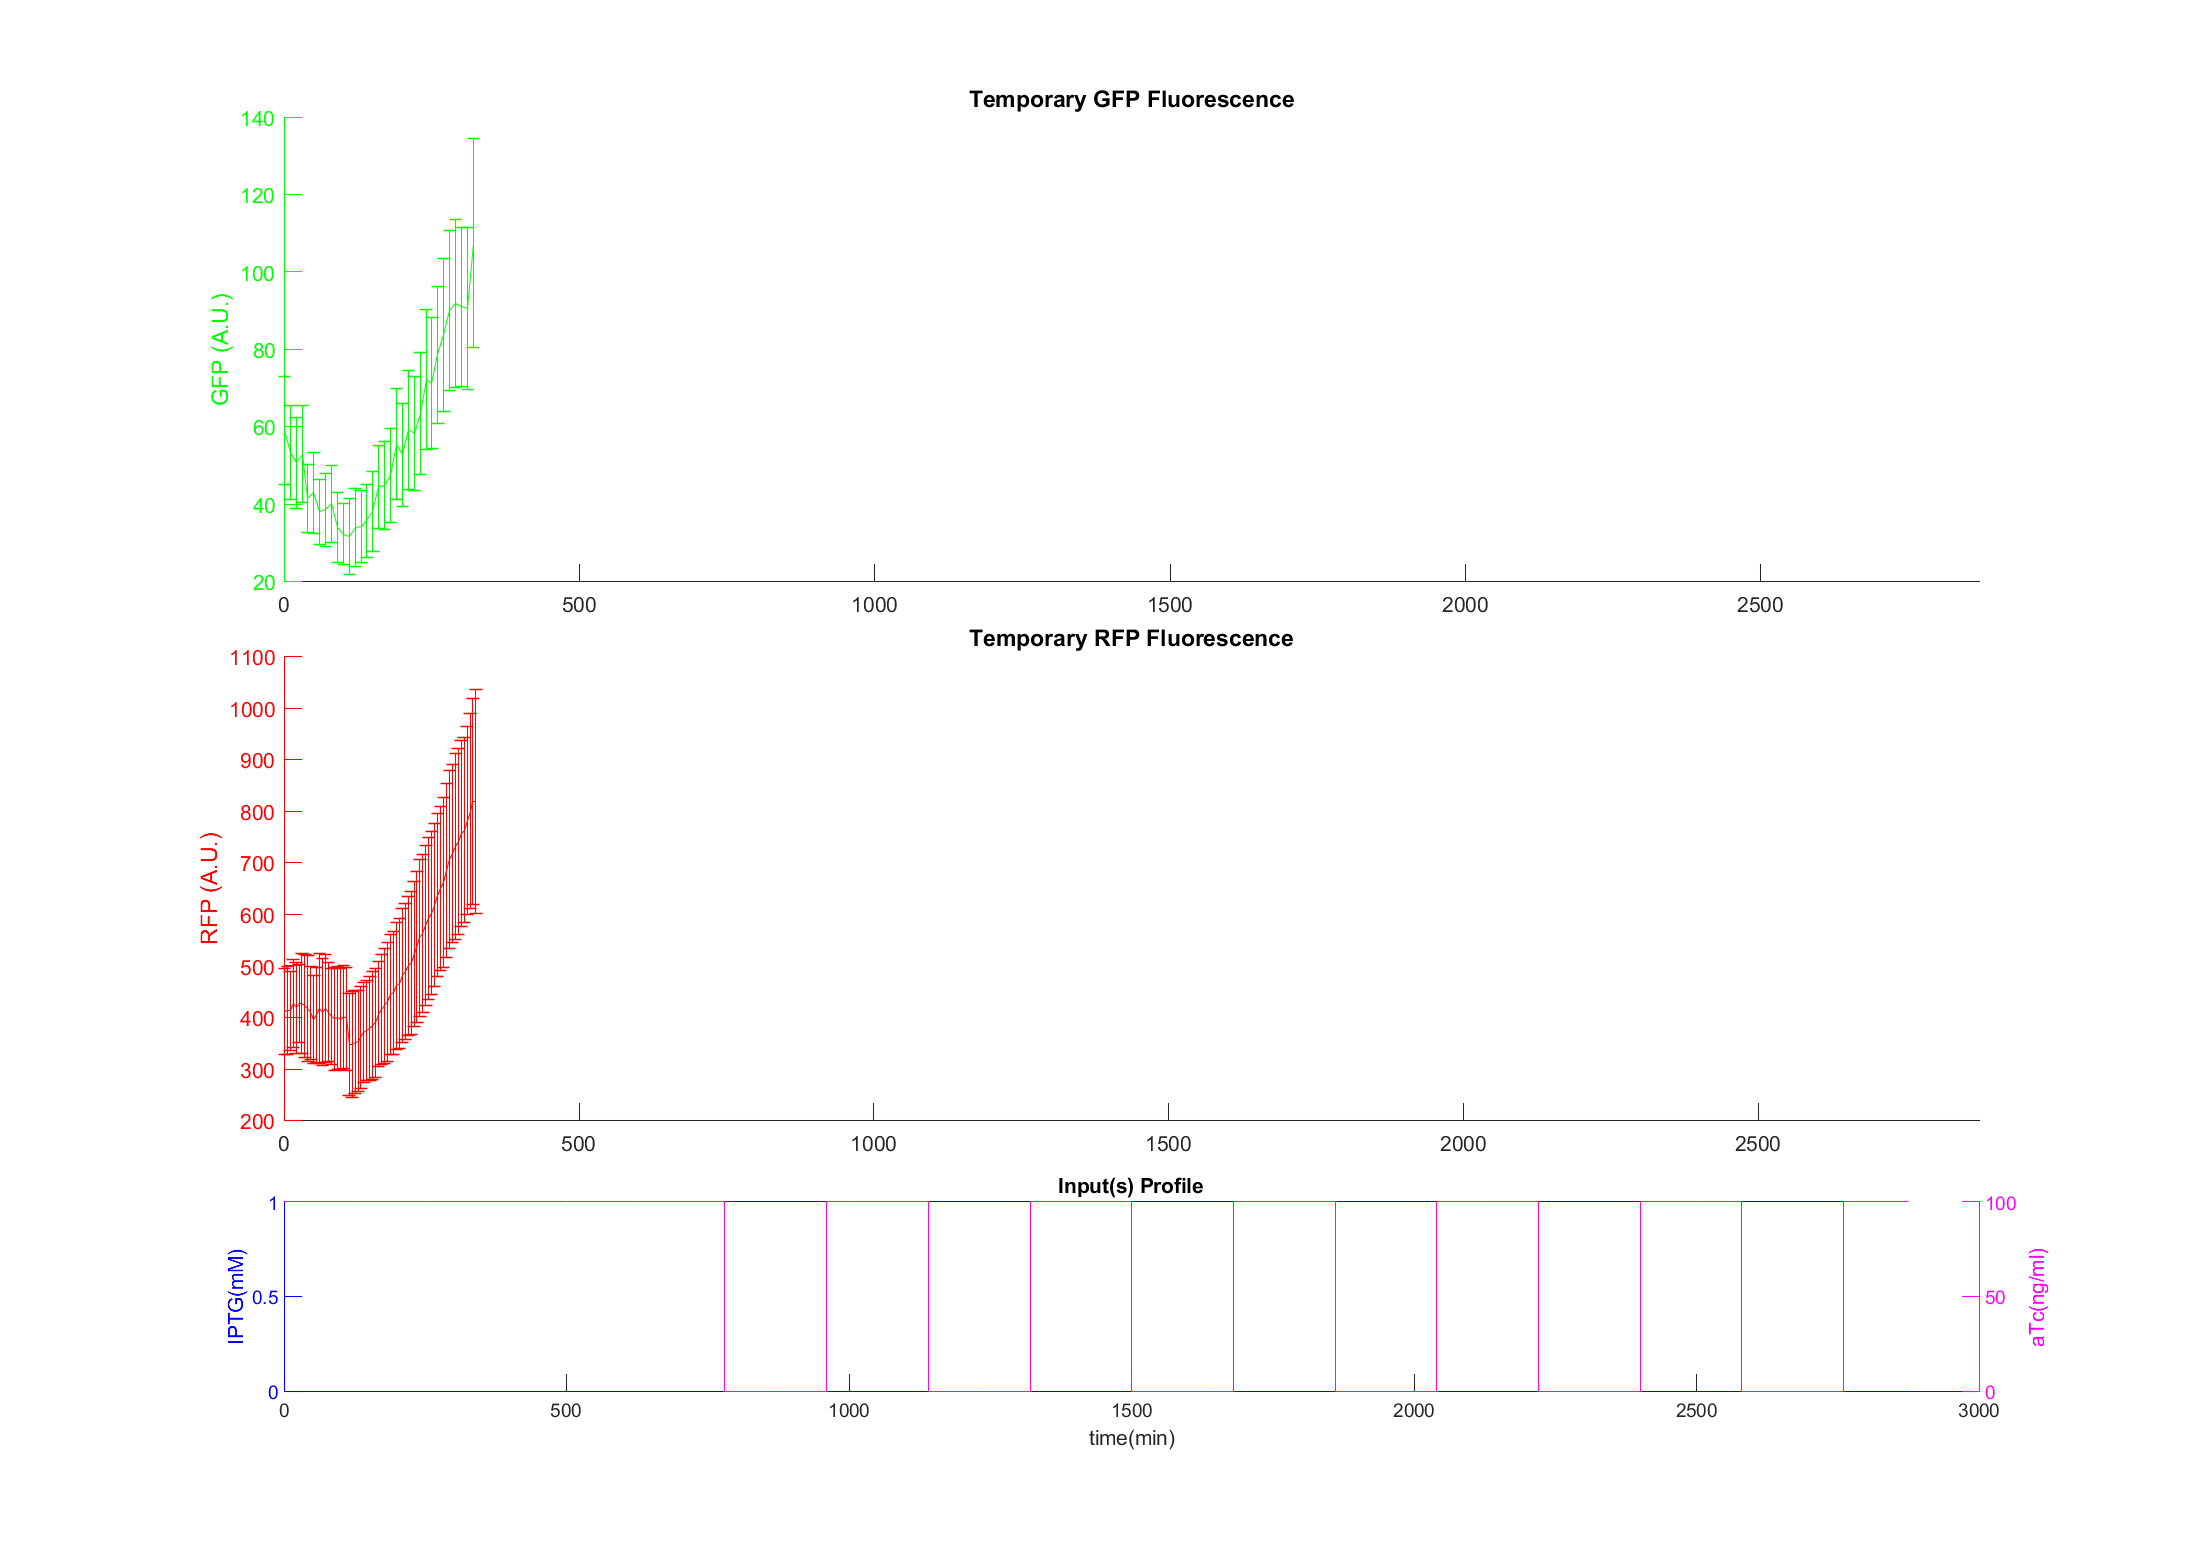 Temporary GFP Fluorescence
140
120
100
80
60
40
20
GFP (A.U.)
0 500 1000 1500 2000 2500
Temporary RFP Fluorescence
1100
1000
900
800
700
600
500
400
300
200
RFP (A.U.)
0 500 1000 1500 2000 2500
Input(s) Profile
1
0.5
0
IPTG(mM)
100
50
0
aTc(ng/ml)
0 500 1000 1500 2000 2500 3000
time(min)